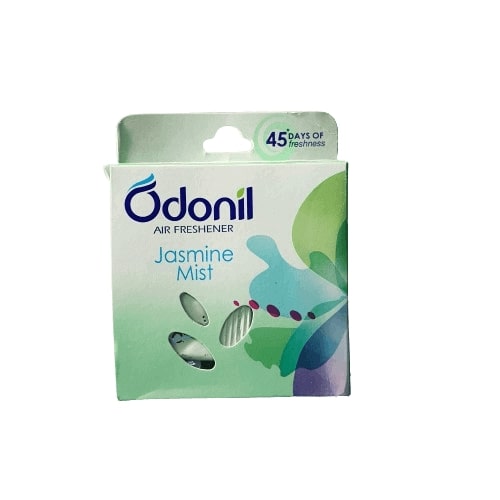 45* DAYS OF
freshness
Odonil
AIR FRESHENER
Jasmine
Mist